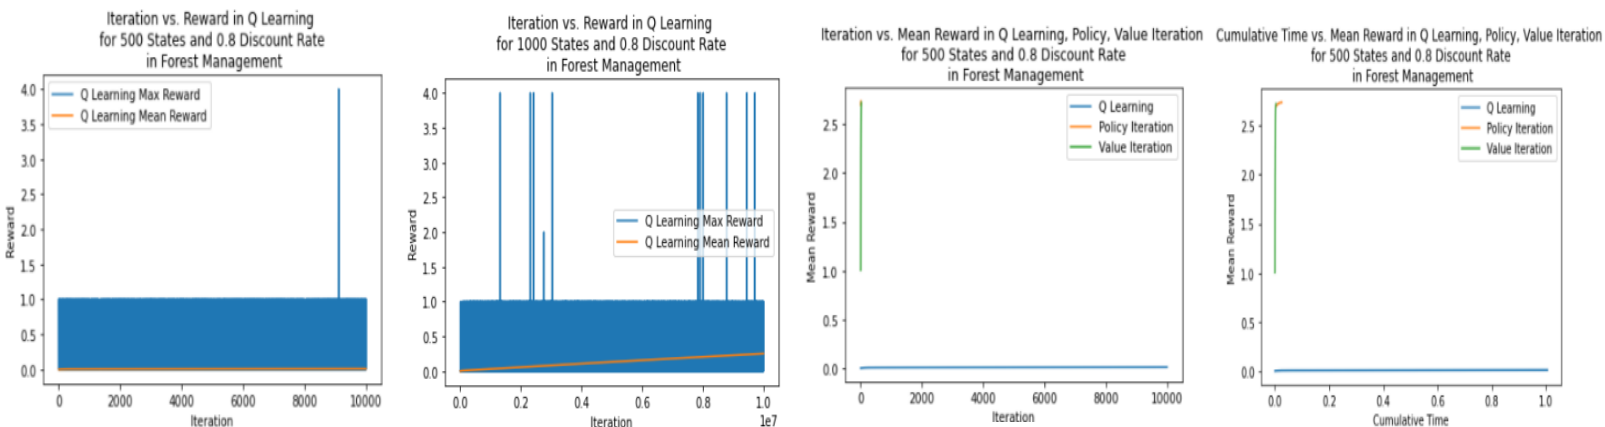 Iteration vs. Reward in Q Learning
for 500 States and 0.8 Discount Rate
in Forest Management
4.0
3.5
3.0
2.5
2.0
1.5
1.0
0.5
0.0
Reward
Q Learning Max Reward
Q Learning Mean Reward
0 2000 4000 6000 8000 10000
Iteration
Iteration vs. Reward in Q Learning
for 1000 States and 0.8 Discount Rate
in Forest Management
4.0
3.5
3.0
2.5
2.0
1.5
1.0
0.5
0.0
Reward
Q Learning Max Reward
Q Learning Mean Reward
0.0 0.2 0.4 0.6 0.8 1.0
1e7
Iteration
Iteration vs. Mean Reward in Q Learning, Policy, Value Iteration
for 500 States and 0.8 Discount Rate
in Forest Management
2.5
2.0
1.5
1.0
0.5
0.0
Mean Reward
Q Learning
Policy Iteration
Value Iteration
0 2000 4000 6000 8000 10000
Iteration
Cumulative Time vs. Mean Reward in Q Learning, Policy, Value Iteration
for 500 States and 0.8 Discount Rate
in Forest Management
2.5
2.0
1.5
1.0
0.5
0.0
Mean Reward
Q Learning
Policy Iteration
Value Iteration
0.0 0.2 0.4 0.6 0.8 1.0
Cumulative Time